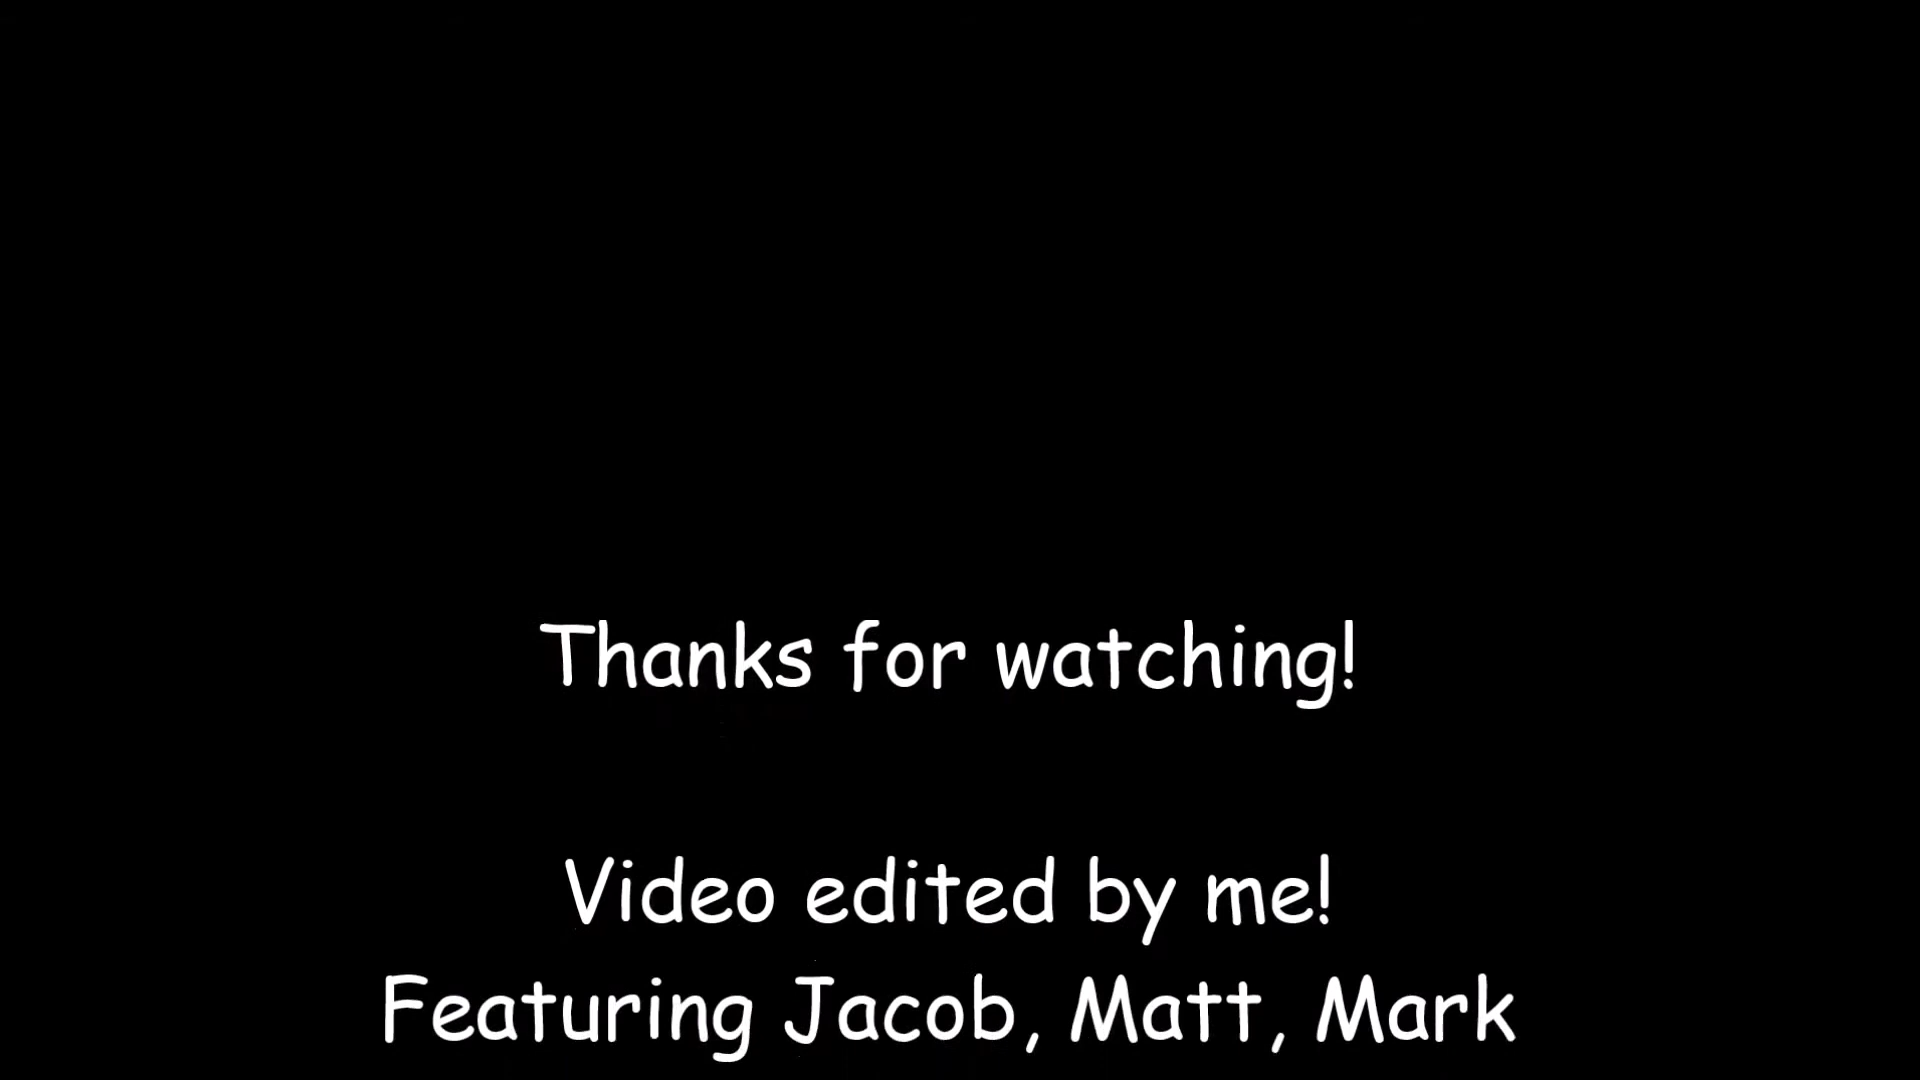 Thanks for watching!
Video edited by me!
Featuring Jacob, Matt, Mark